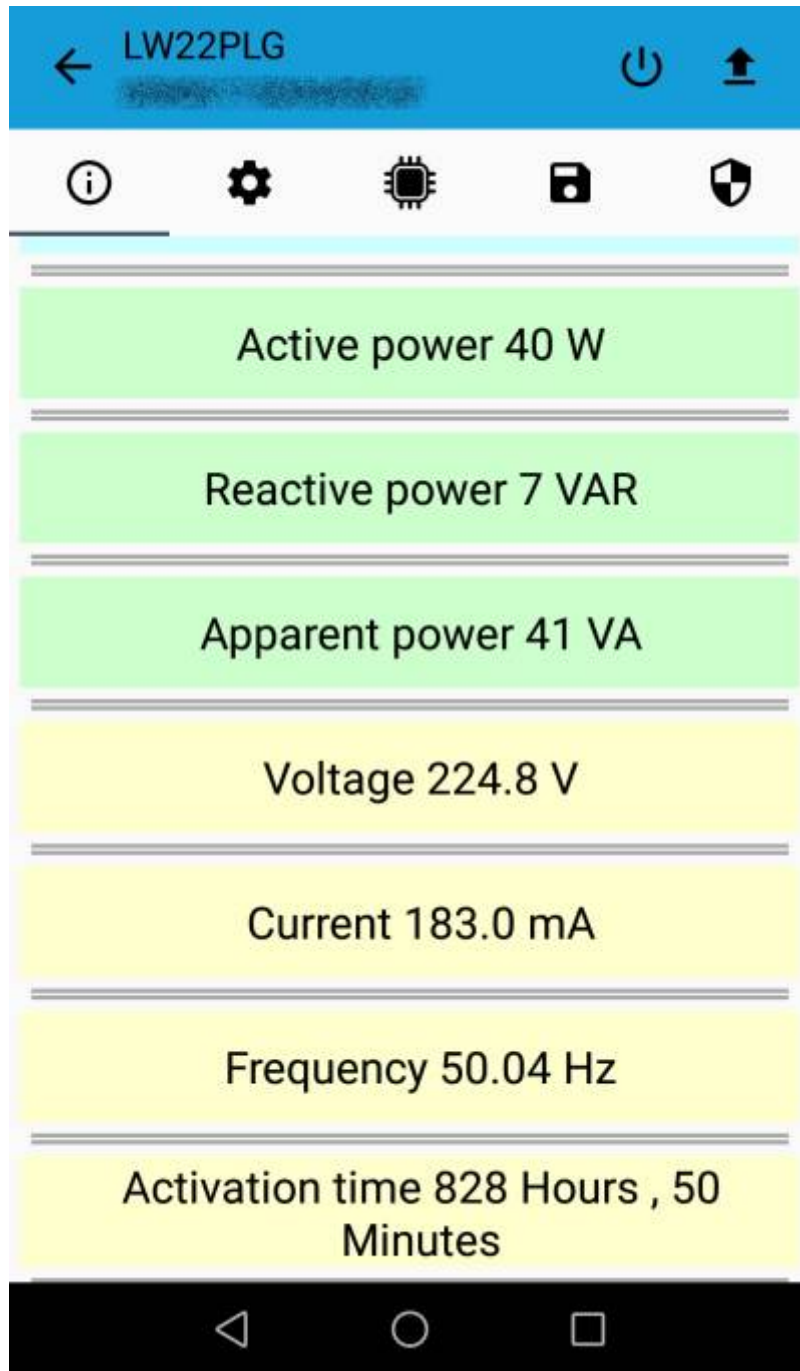 LW22PLG
Active power 40 W
Reactive power 7 VAR
Apparent power 41 VA
Voltage 224.8 V
Current 183.0 mA
Frequency 50.04 Hz
Activation time 828 Hours , 50
Minutes